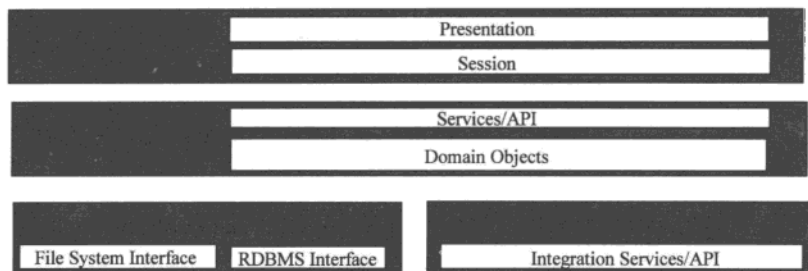 Presentation
Session
Services/API
Domain Objects
File System Interface
RDBMS Interface
Integration Services/API